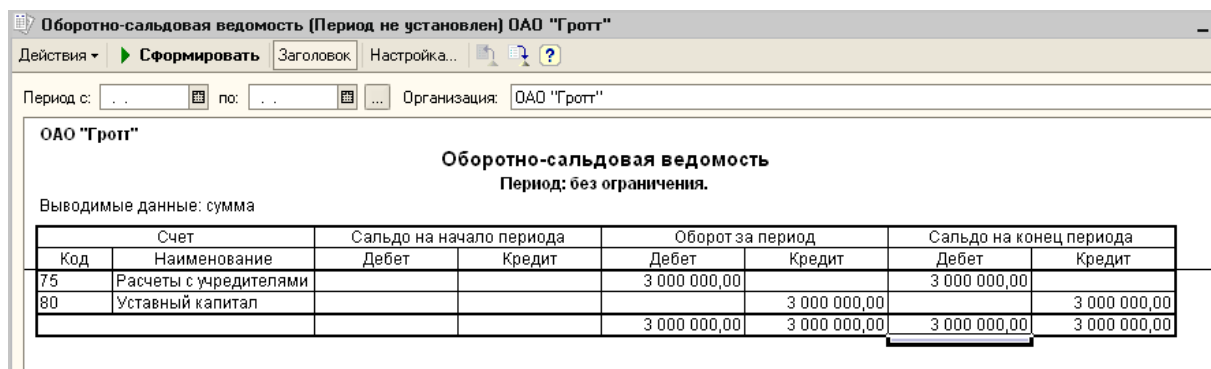 Оборотно-сальдовая ведомость (Период не установлен) ОАО "Гротт"
Действия Сформировать Заголовок Настройка... ?
Период с: . . по: . . ... Организация: ОАО "Гротт"
ОАО "Гротт"
Оборотно-сальдовая ведомость
Период: без ограничения.
Выводимые данные: сумма
Счет Сальдо на начало периода Оборот за период Сальдо на конец периода
Код Наименование Дебет Кредит Дебет Кредит Дебет Кредит
75 Расчеты с учредителями 3 000 000,00 3 000 000,00
80 Уставный капитал 3 000 000,00 3 000 000,00
3 000 000,00 3 000 000,00 3 000 000,00 3 000 000,00